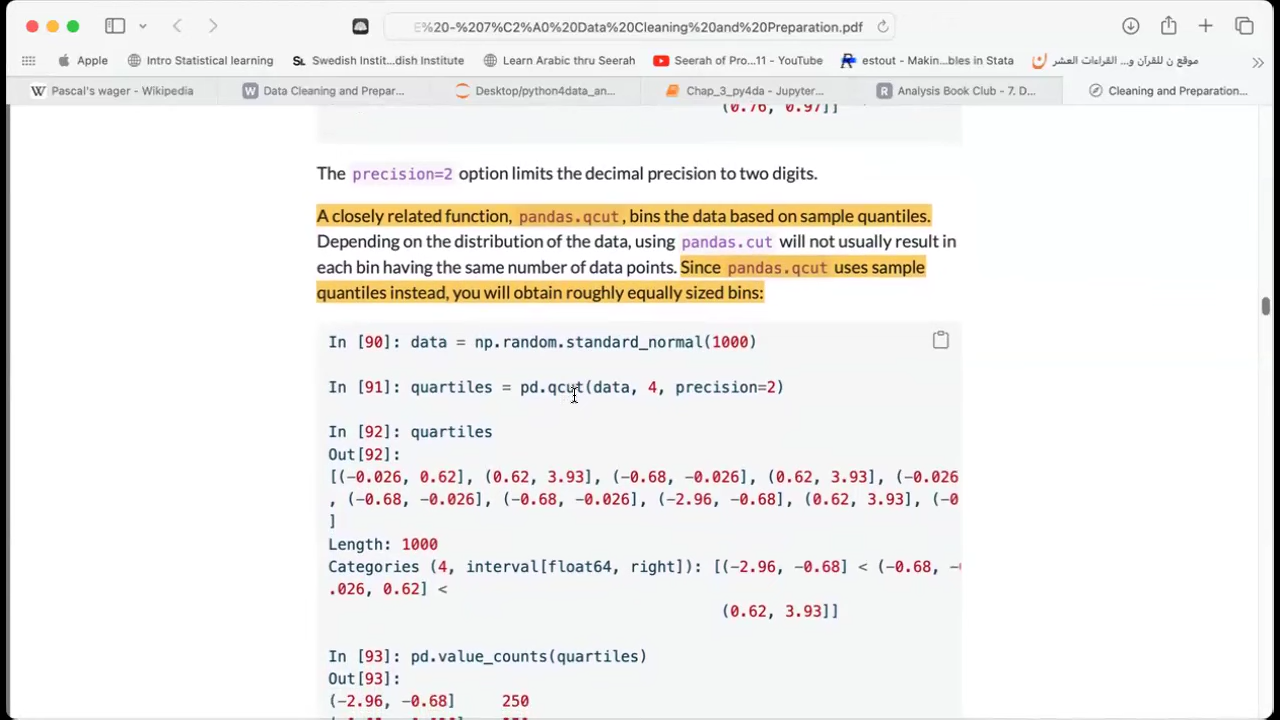 E%20-%207%C2%A0%20Data%20Cleaning%20and%20Preparation.pdf
Apple Intro Statistical learning SL Swedish Instit...dish Institute Learn Arabic thru Seerah Seerah of Pro...11 - YouTube estout - Makin...bles in Stata موقع ن للقرآن و... القراءات العشر
W Pascal's wager - Wikipedia W Data Cleaning and Prepar... Desktop/python4data_an... Chap_3_py4da - Jupyter... R Analysis Book Club - 7. D... Cleaning and Preparation...
(0.76, 0.97]]
The precision=2 option limits the decimal precision to two digits.
A closely related function, pandas.qcut, bins the data based on sample quantiles.
Depending on the distribution of the data, using pandas.cut will not usually result in
each bin having the same number of data points. Since pandas.qcut uses sample
quantiles instead, you will obtain roughly equally sized bins:
In [90]: data = np.random.standard_normal(1000)
In [91]: quartiles = pd.qcut(data, 4, precision=2)
In [92]: quartiles
Out[92]:
[(-0.026, 0.62], (0.62, 3.93], (-0.68, -0.026], (0.62, 3.93], (-0.026
, (-0.68, -0.026], (-0.68, -0.026], (-2.96, -0.68], (0.62, 3.93], (-0
]
Length: 1000
Categories (4, interval[float64, right]): [(-2.96, -0.68] < (-0.68, -
.026, 0.62] <
(0.62, 3.93]]
In [93]: pd.value_counts(quartiles)
Out[93]:
(-2.96, -0.68] 250